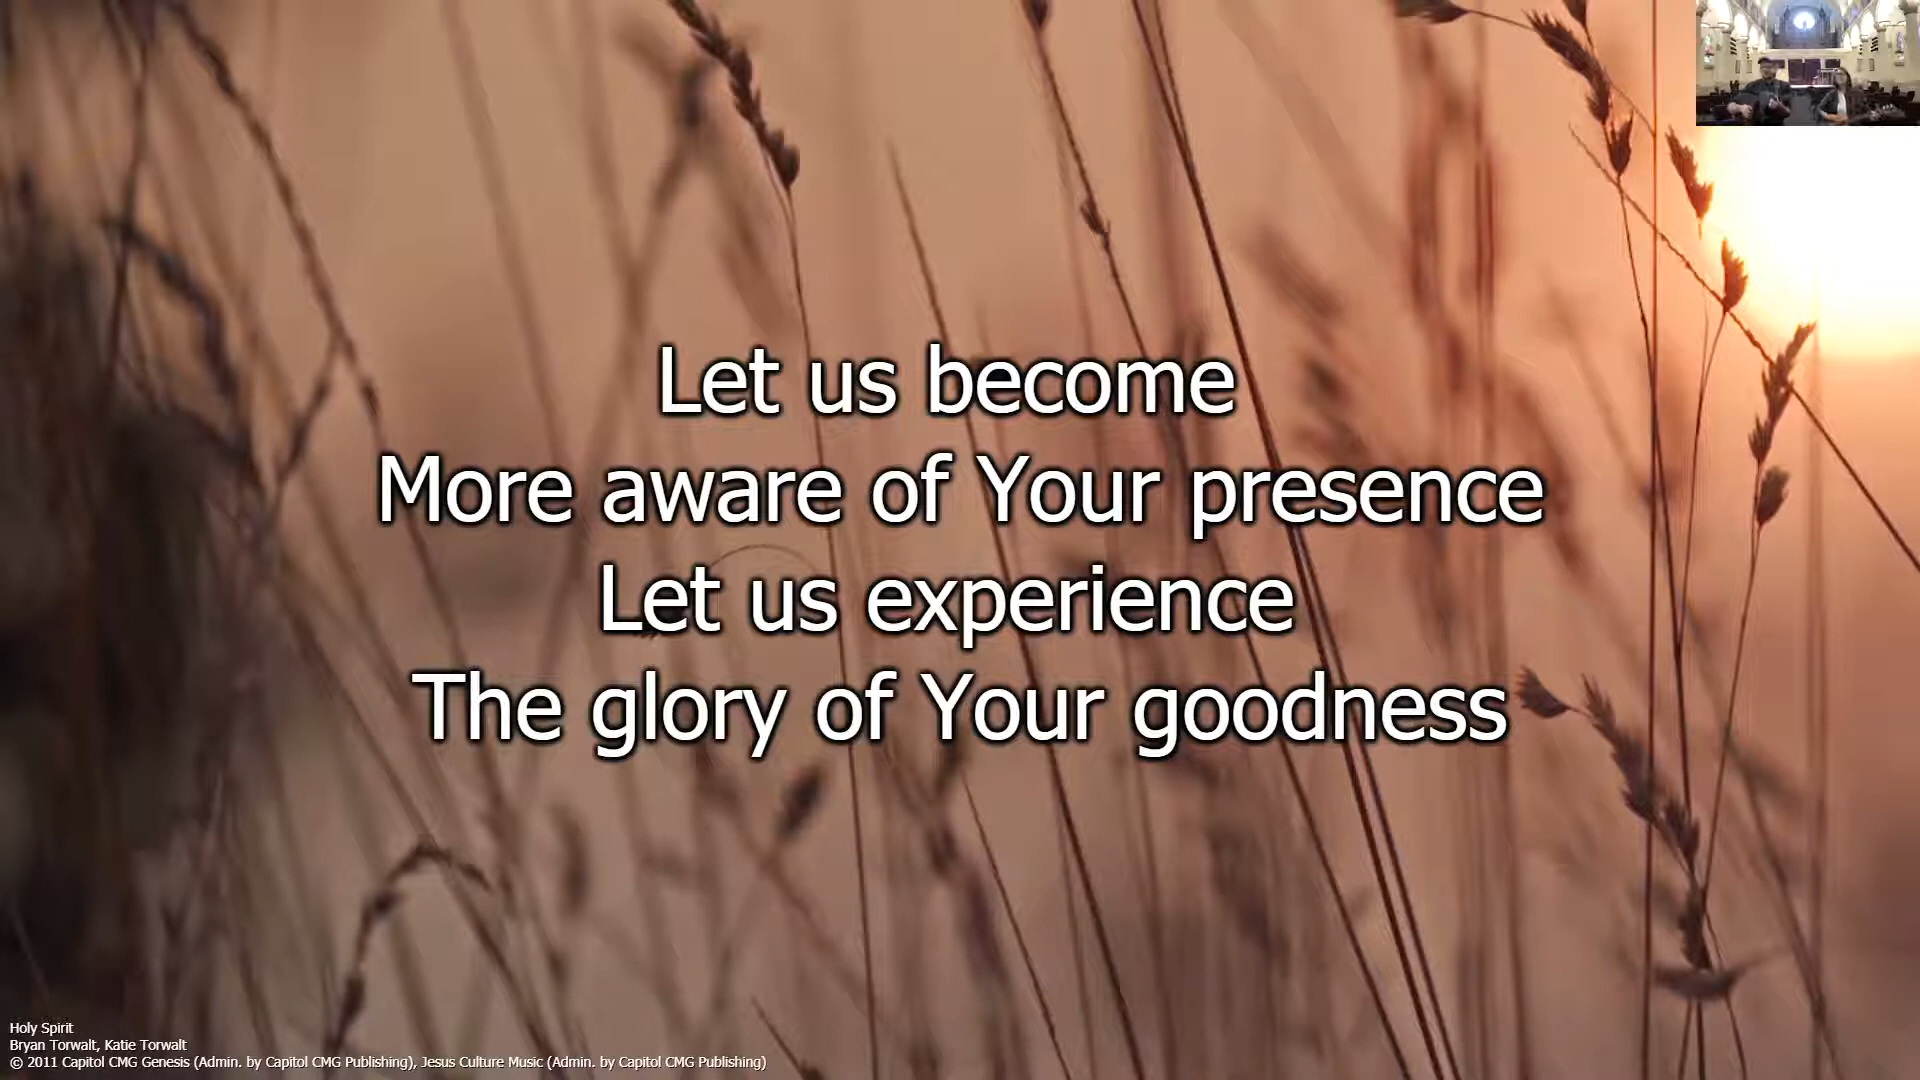 Let us become
More aware of Your presence
Let us experience
The glory of Your goodness
Holy Spirit
Bryan Torwalt, Katie Torwalt
© 2011 Capitol CMG Genesis (Admin. by Capitol CMG Publishing), Jesus Culture Music (Admin. by Capitol CMG Publishing)